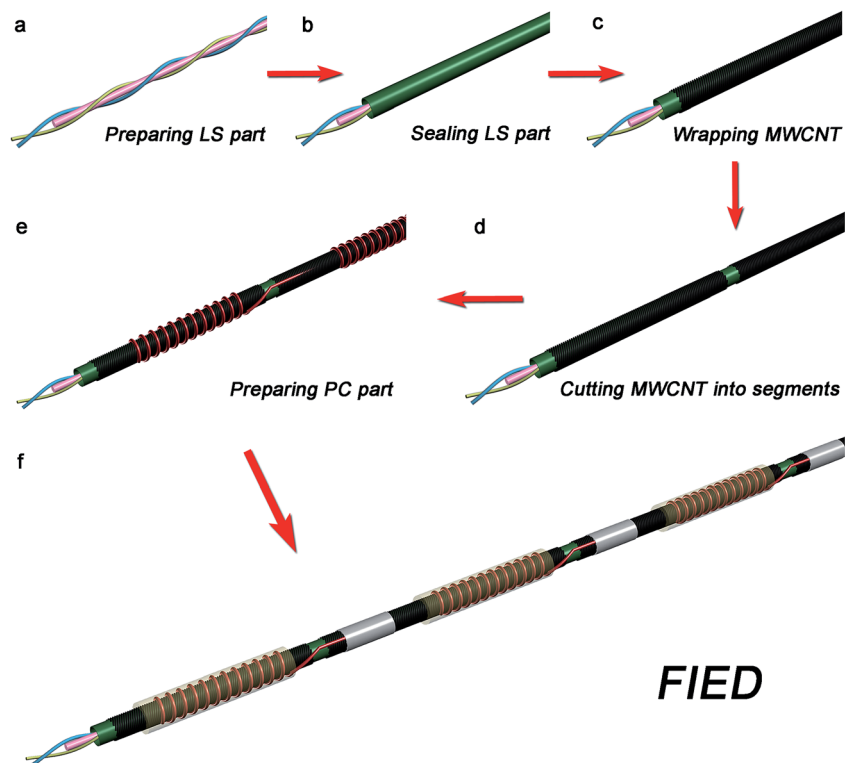 a
b
c
Preparing LS part
Sealing LS part
Wrapping MWCNT
e
d
Preparing PC part
Cutting MWCNT into segments
f
FIED